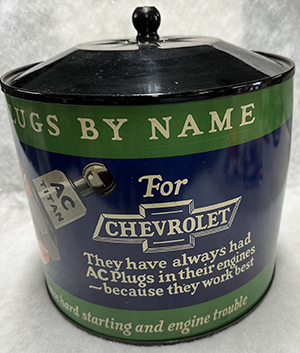 LUGS BY NAME
AC
TITAN
For
CHEVROLET
They have always had
AC Plugs in their engines
—because they work best
hard starting and engine trouble